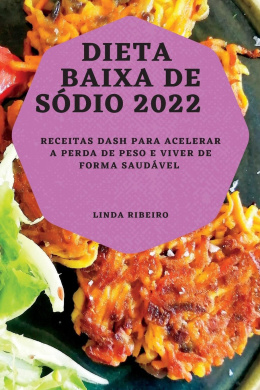 DIETA
BAIXA DE
SÓDIO 2022
RECEITAS DASH PARA ACELERAR
A PERDA DE PESO E VIVER DE
FORMA SAUDÁVEL
LINDA RIBEIRO